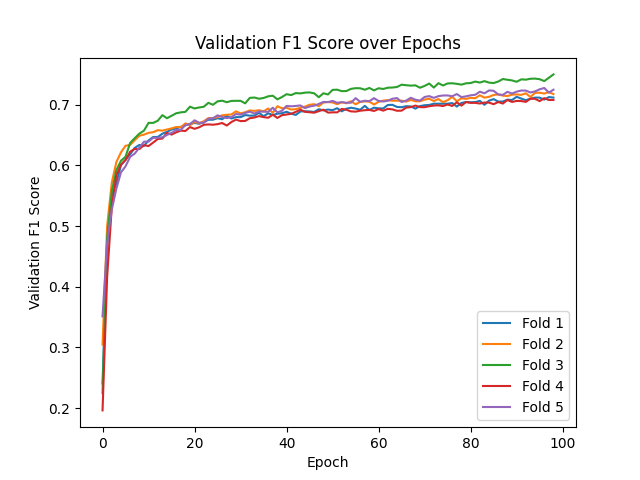 Validation F1 Score over Epochs
Validation F1 Score
0.7
0.6
0.5
0.4
0.3
0.2
0
20
40
60
80
100
Epoch
Fold 1
Fold 2
Fold 3
Fold 4
Fold 5